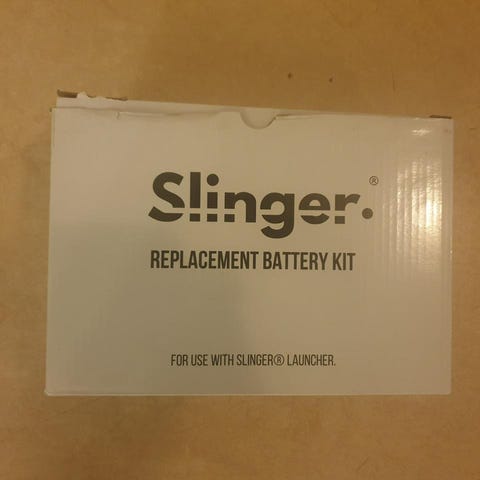 Slinger.®
REPLACEMENT BATTERY KIT
FOR USE WITH SLINGER® LAUNCHER.